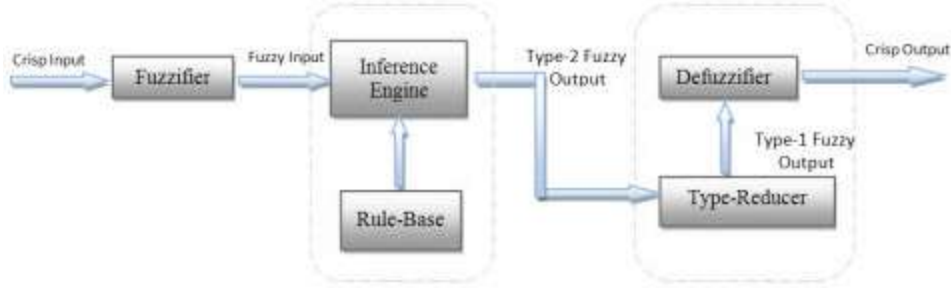 Crisp Input
Fuzzifier
Fuzzy Input
Inference
Engine
Rule-Base
Type-2 Fuzzy
Output
Defuzzifier
Crisp Output
Type-1 Fuzzy
Output
Type-Reducer